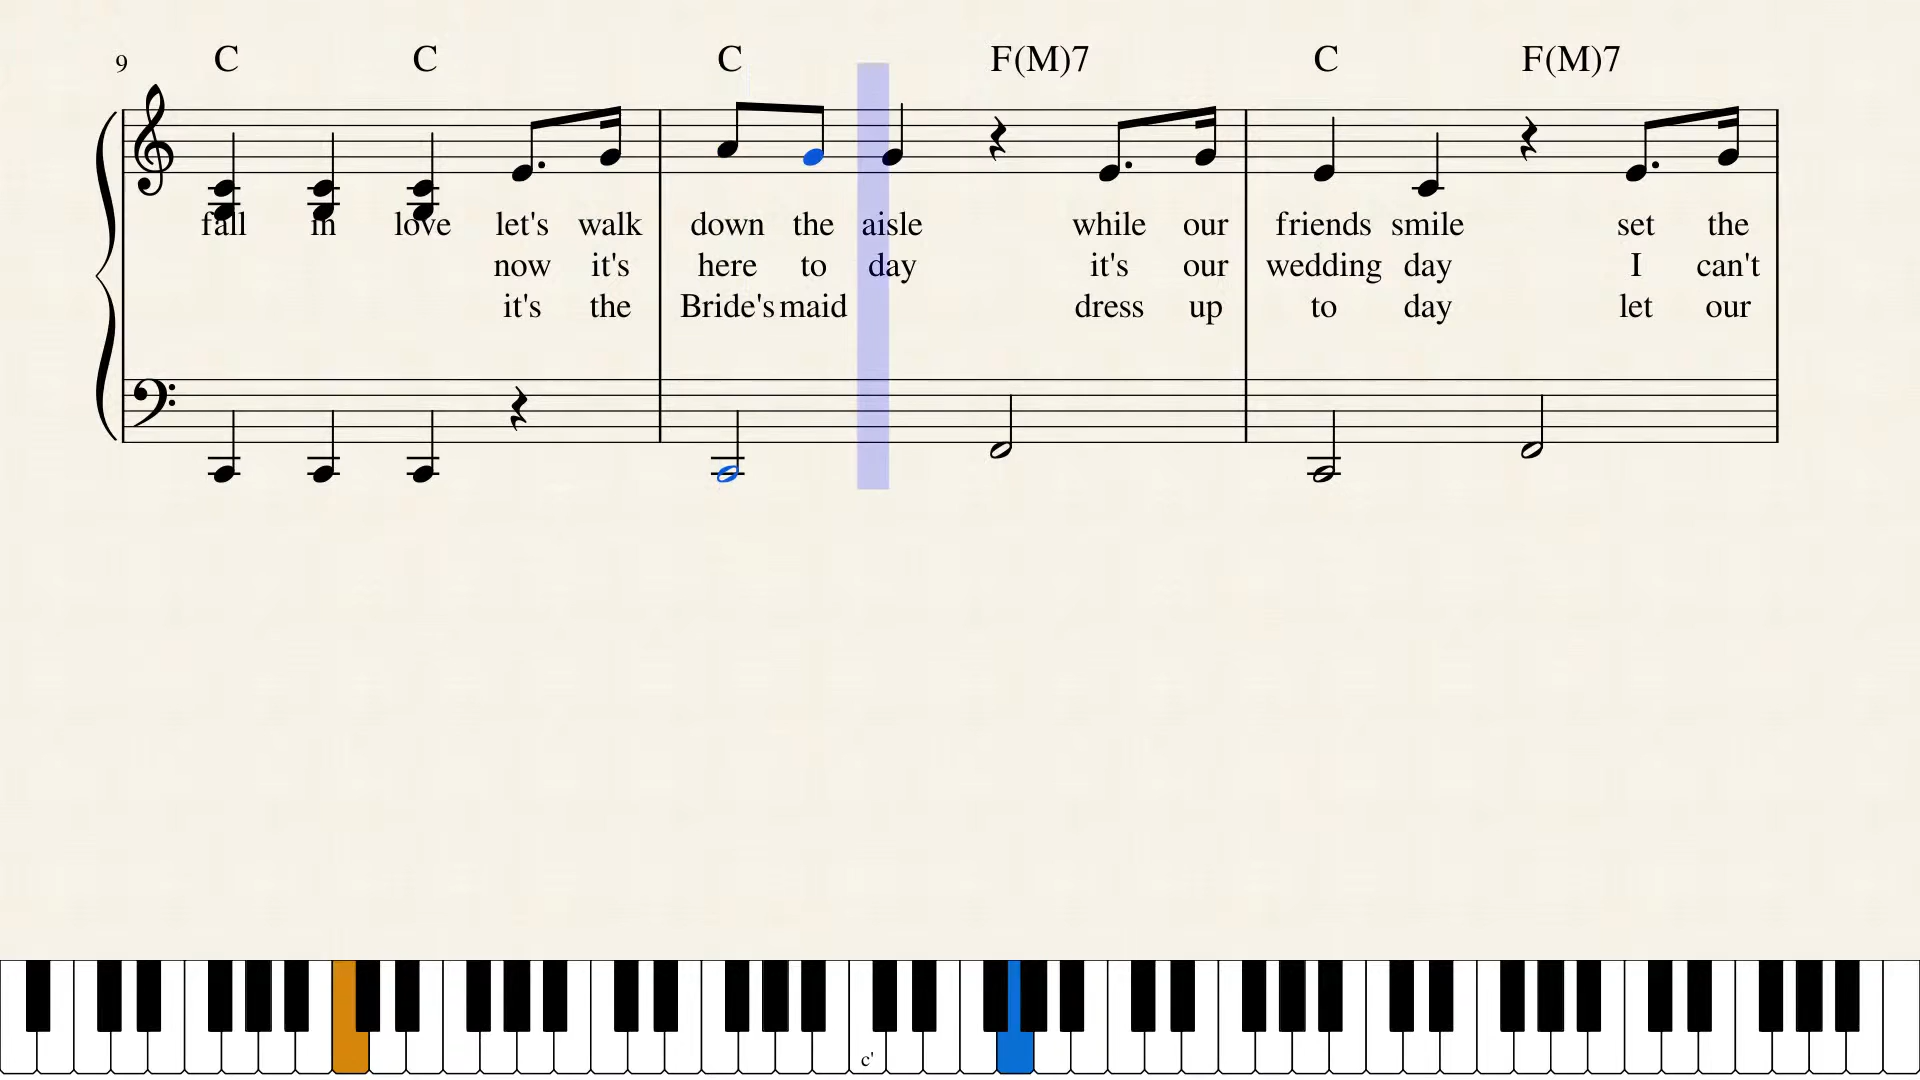 9 C C C F(M)7 C F(M)7
fall in love let's walk down the aisle while our friends smile set the
now it's here to day it's our wedding day I can't
it's the Bride's maid dress up to day let our
c'